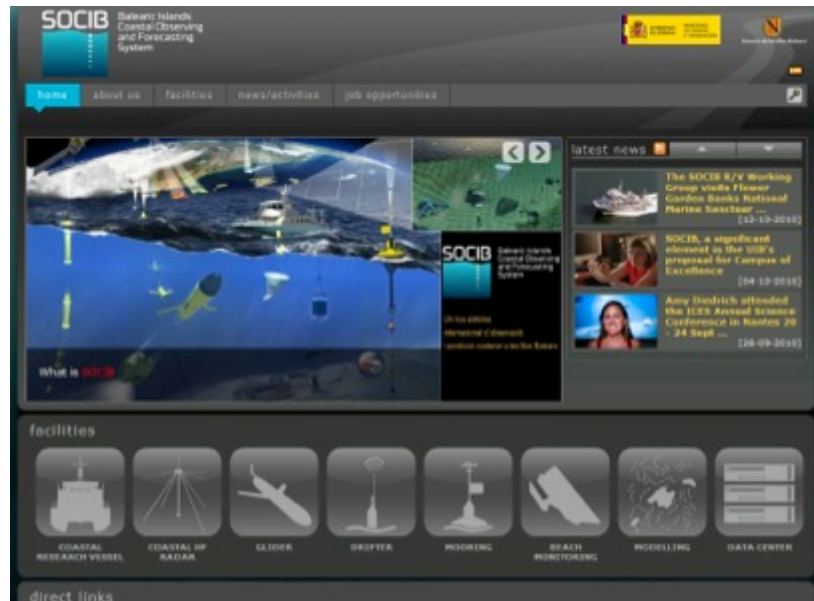 SOCIB
Balearic Islands
Coastal Observing
and Forecasting
System
home
about us
facilities
news/activities
job opportunities
latest news
The SOCIB R/V Working
Group visits Flower
Garden Banks National
Marine Sanctuar ...
[12-10-2010]
SOCIB, a significant
element in the UIB's
proposal for Campus of
Excellence
[04-10-2010]
Amy Diedrich attended
the ICES Annual Science
Conference in Nantes 20
- 24 Sept ...
[28-09-2010]
SOCIB
Balearic Islands
Coastal Observing
and Forecasting
System
What is SOCIB
facilities
COASTAL
RESEARCH VESSEL
COASTAL HF
RADAR
GLIDER
DRIFTER
MOORING
BEACH
MONITORING
MODELLING
DATA CENTER
direct links